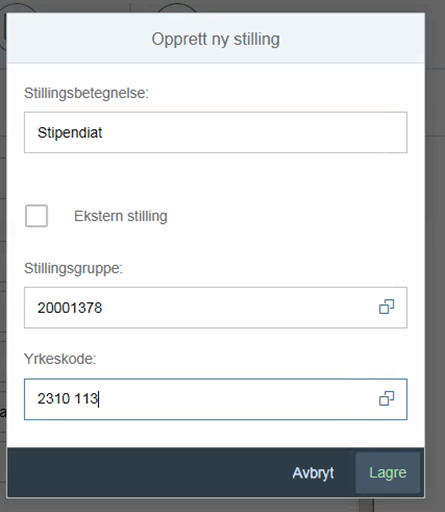 Opprett ny stilling
Stillingsbetegnelse:
Stipendiat
Ekstern stilling
Stillingsgruppe:
20001378
Yrkeskode:
2310 113
Avbryt Lagre